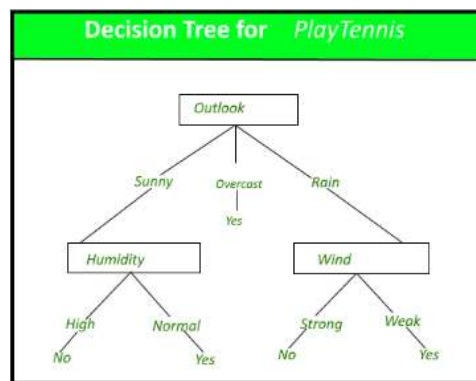 Decision Tree for PlayTennis
Outlook
Sunny Overcast Rain
Yes
Humidity Wind
High Normal Strong Weak
No Yes No Yes